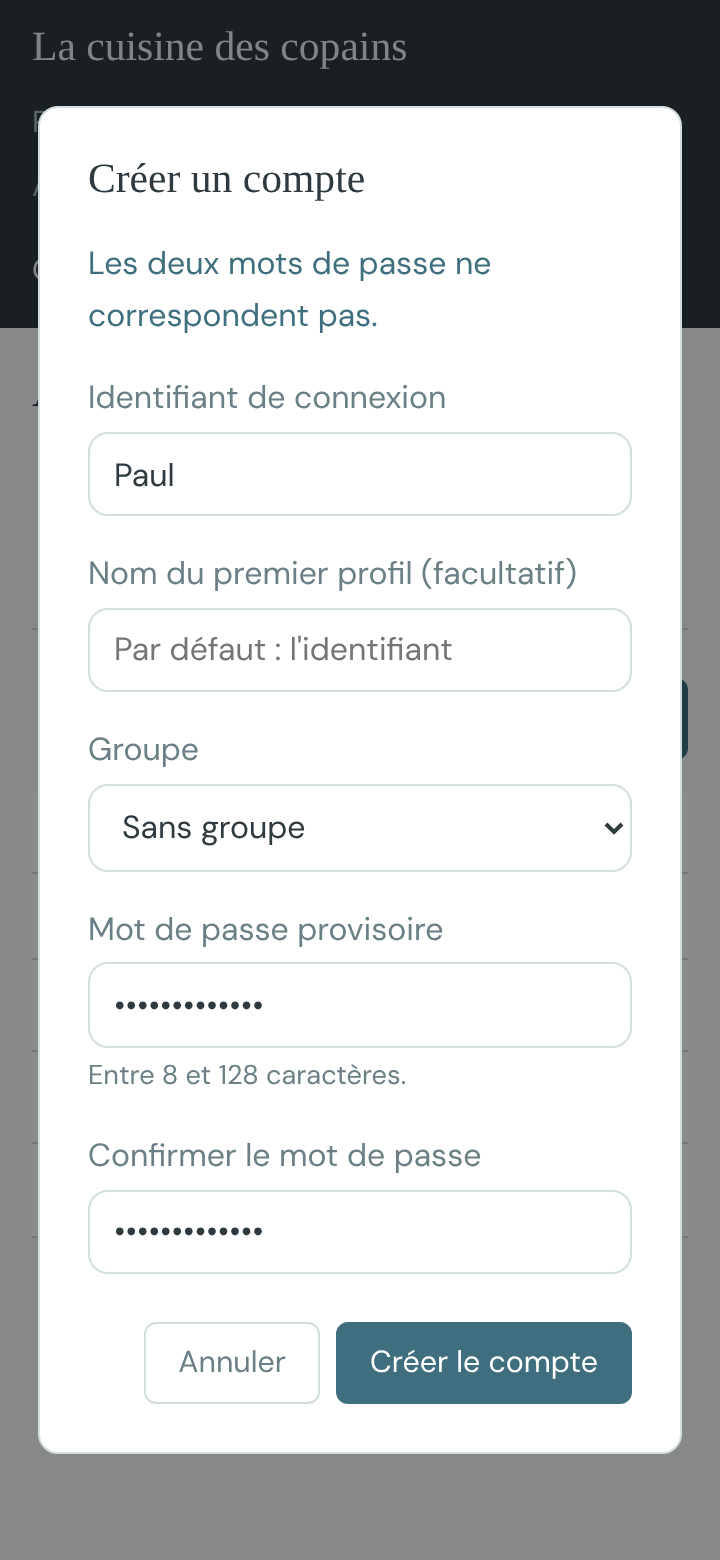 La cuisine des copains
Créer un compte
Les deux mots de passe ne
correspondent pas.
Identifiant de connexion
Paul
Nom du premier profil (facultatif)
Par défaut : l'identifiant
Groupe
Sans groupe
Mot de passe provisoire
•••••••••••••
Entre 8 et 128 caractères.
Confirmer le mot de passe
•••••••••••••
Annuler
Créer le compte